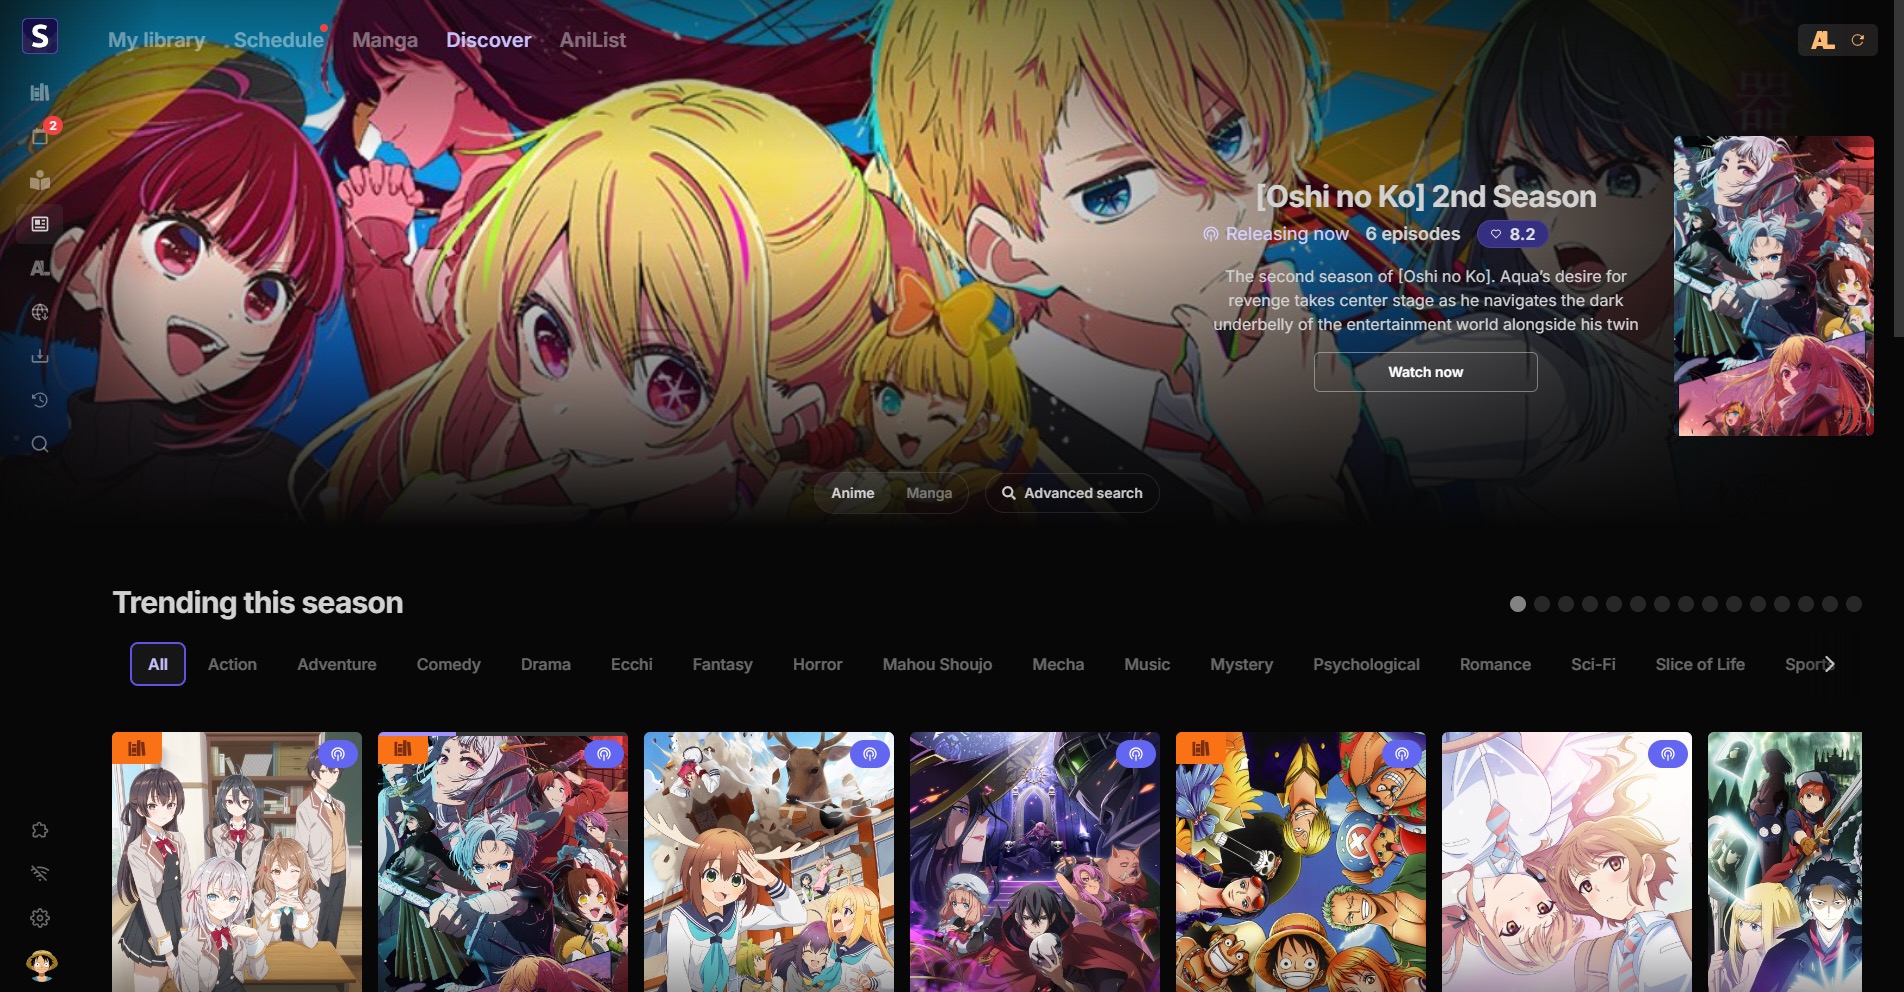 S
My library
Schedule
Manga
Discover
AniList
AL
2
AL
器
[Oshi no Ko] 2nd Season
Releasing now
6 episodes
8.2
The second season of [Oshi no Ko]. Aqua’s desire for
revenge takes center stage as he navigates the dark
underbelly of the entertainment world alongside his twin
Watch now
Anime
Manga
Advanced search
Trending this season
All
Action
Adventure
Comedy
Drama
Ecchi
Fantasy
Horror
Mahou Shoujo
Mecha
Music
Mystery
Psychological
Romance
Sci-Fi
Slice of Life
Sports